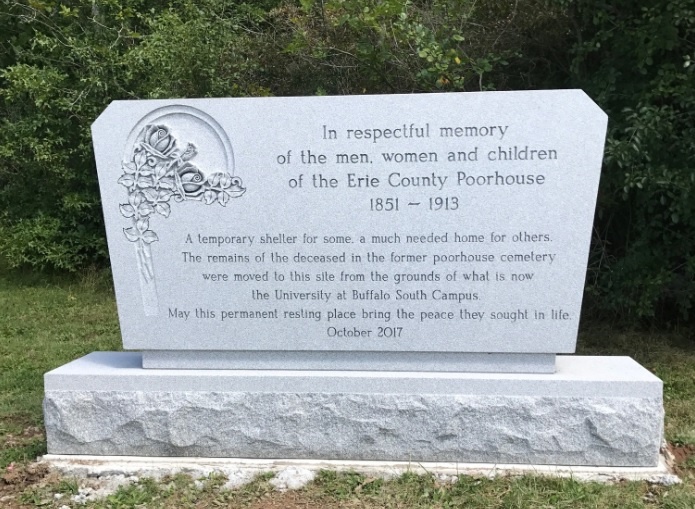 In respectful memory
of the men, women and children
of the Erie County Poorhouse
1851 – 1913
A temporary shelter for some, a much needed home for others.
The remains of the deceased in the former poorhouse cemetery
were moved to this site from the grounds of what is now
the University at Buffalo South Campus.
May this permanent resting place bring the peace they sought in life.
October 2017